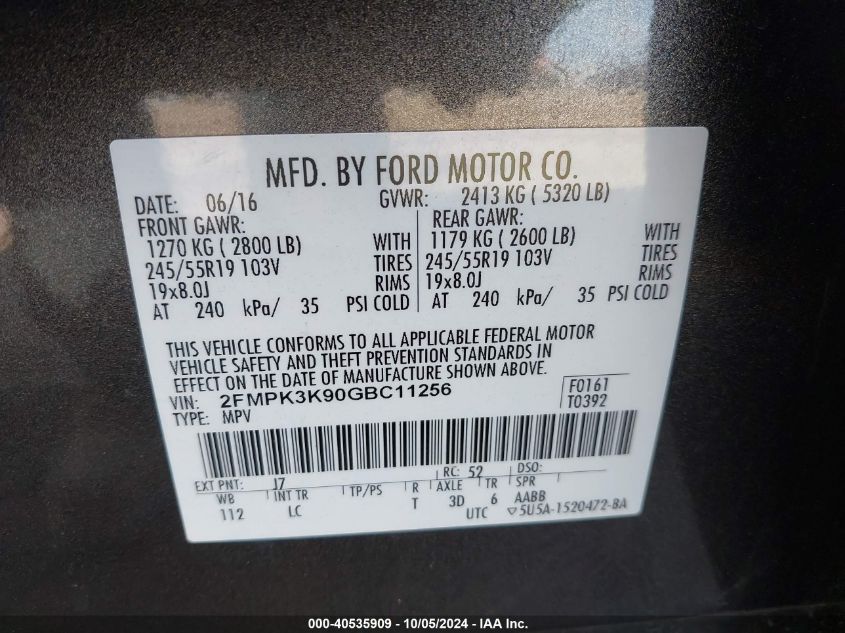 MFD. BY FORD MOTOR CO.
DATE: 06/16 GVWR: 2413 KG ( 5320 LB)
FRONT GAWR: REAR GAWR:
1270 KG ( 2800 LB) WITH 1179 KG ( 2600 LB) WITH
245/55R19 103V TIRES 245/55R19 103V TIRES
19x8.0J RIMS 19x8.0J RIMS
AT 240 kPa/ 35 PSI COLD AT 240 kPa/ 35 PSI COLD
THIS VEHICLE CONFORMS TO ALL APPLICABLE FEDERAL MOTOR
VEHICLE SAFETY AND THEFT PREVENTION STANDARDS IN
EFFECT ON THE DATE OF MANUFACTURE SHOWN ABOVE.
VIN: 2FMPK3K90GBC11256 F0161
TYPE: MPV T0392
EXT PNT: J7 RC: 52 DSO:
WB INT TR TP/PS R AXLE TR SPR
112 LC T 3D 6 AABB
UTC ▽5U5A-1520472-BA
000-40535909 - 10/05/2024 - IAA Inc.